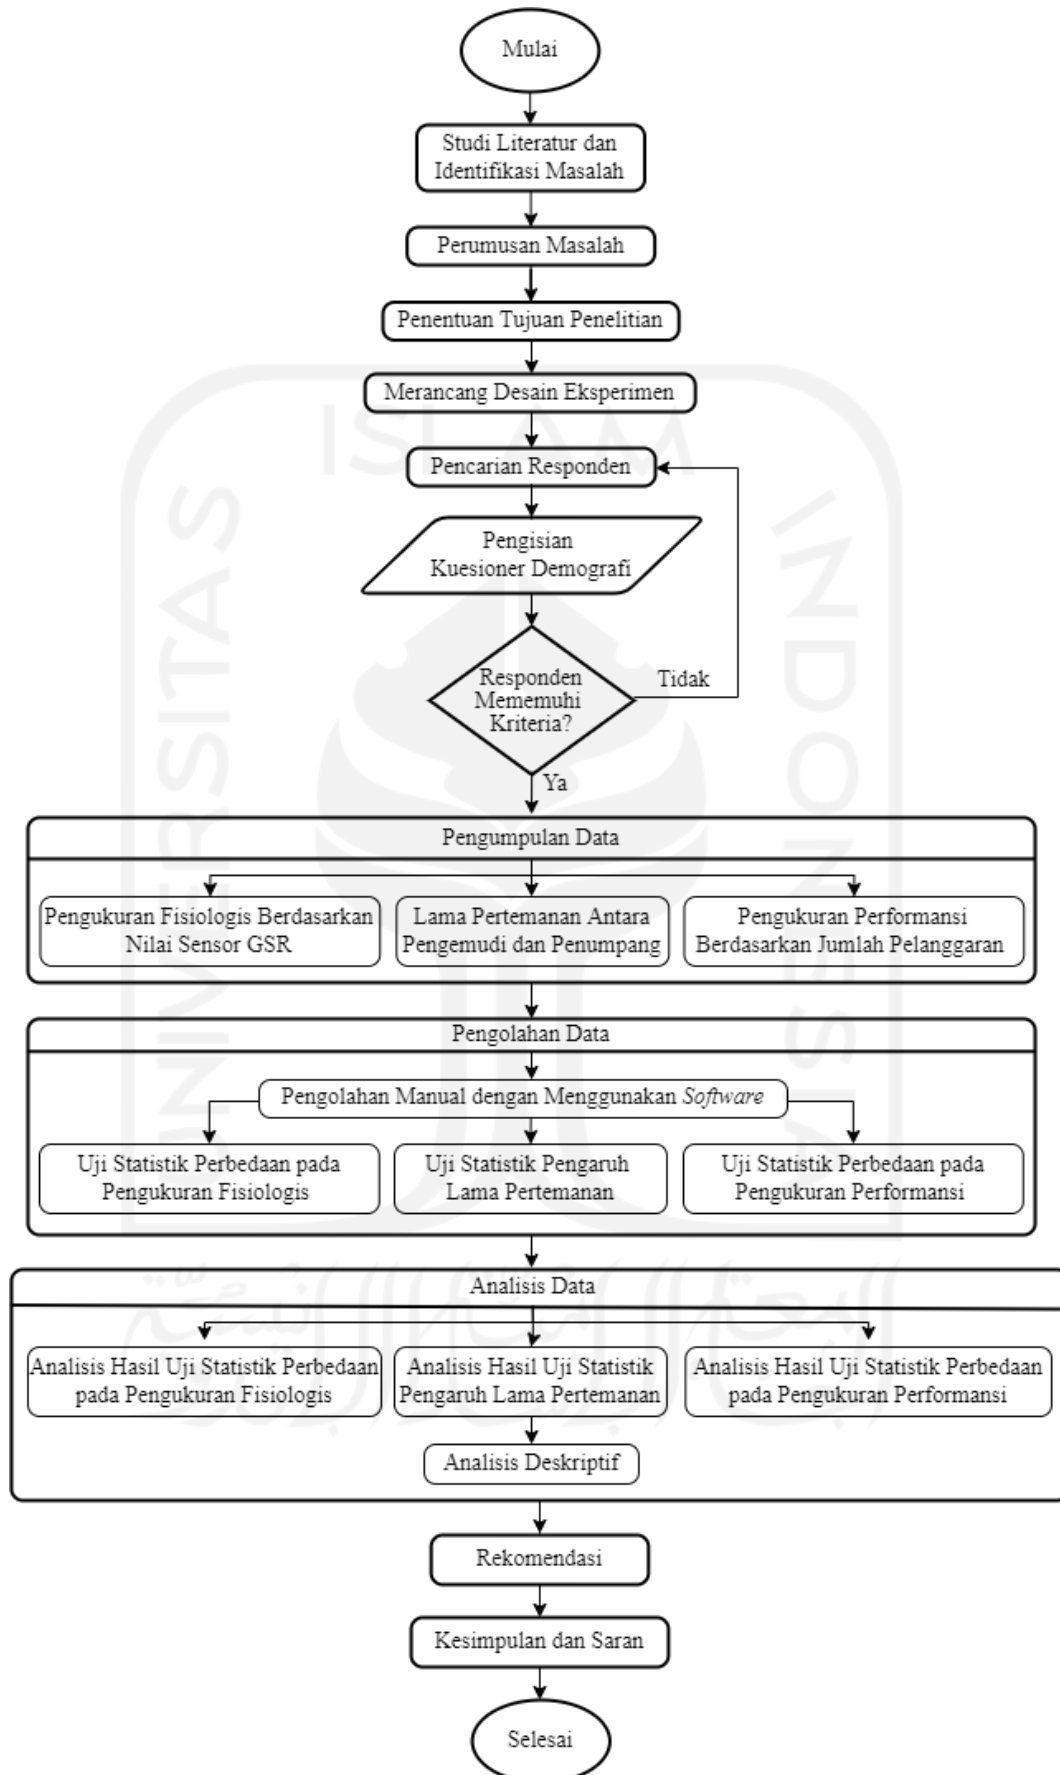 Mulai
Studi Literatur dan
Identifikasi Masalah
Perumusan Masalah
Penentuan Tujuan Penelitian
Merancang Desain Eksperimen
Pencarian Responden
Pengisian
Kuesioner Demografi
Responden
Mememuhi
Kriteria?
Tidak
Ya
Pengumpulan Data
Pengukuran Fisiologis Berdasarkan
Nilai Sensor GSR
Lama Pertemanan Antara
Pengemudi dan Penumpang
Pengukuran Performansi
Berdasarkan Jumlah Pelanggaran
Pengolahan Data
Pengolahan Manual dengan Menggunakan Software
Uji Statistik Perbedaan pada
Pengukuran Fisiologis
Uji Statistik Pengaruh
Lama Pertemanan
Uji Statistik Perbedaan pada
Pengukuran Performansi
Analisis Data
Analisis Hasil Uji Statistik Perbedaan
pada Pengukuran Fisiologis
Analisis Hasil Uji Statistik
Pengaruh Lama Pertemanan
Analisis Hasil Uji Statistik Perbedaan
pada Pengukuran Performansi
Analisis Deskriptif
Rekomendasi
Kesimpulan dan Saran
Selesai
UNIVERSITAS
ISLAM
INDONESIA